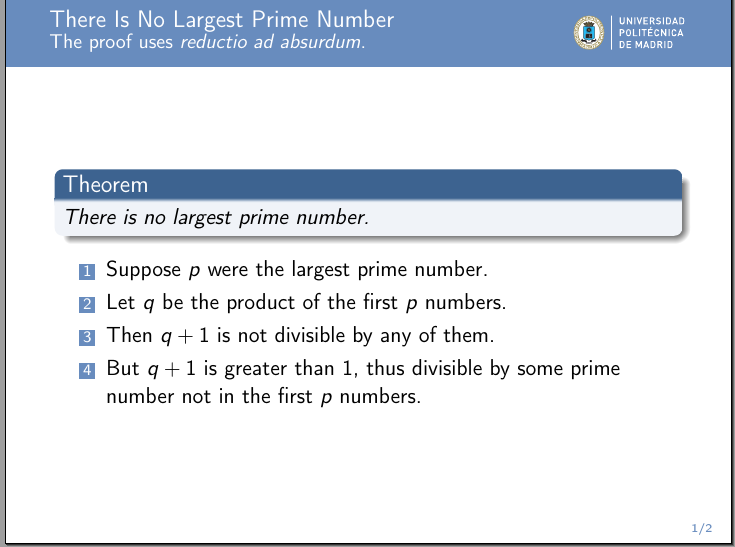 There Is No Largest Prime Number
The proof uses reductio ad absurdum.
UNIVERSIDAD
POLITÉCNICA
DE MADRID
Theorem
There is no largest prime number.
1 Suppose p were the largest prime number.
2 Let q be the product of the first p numbers.
3 Then q + 1 is not divisible by any of them.
4 But q + 1 is greater than 1, thus divisible by some prime
number not in the first p numbers.
1/2